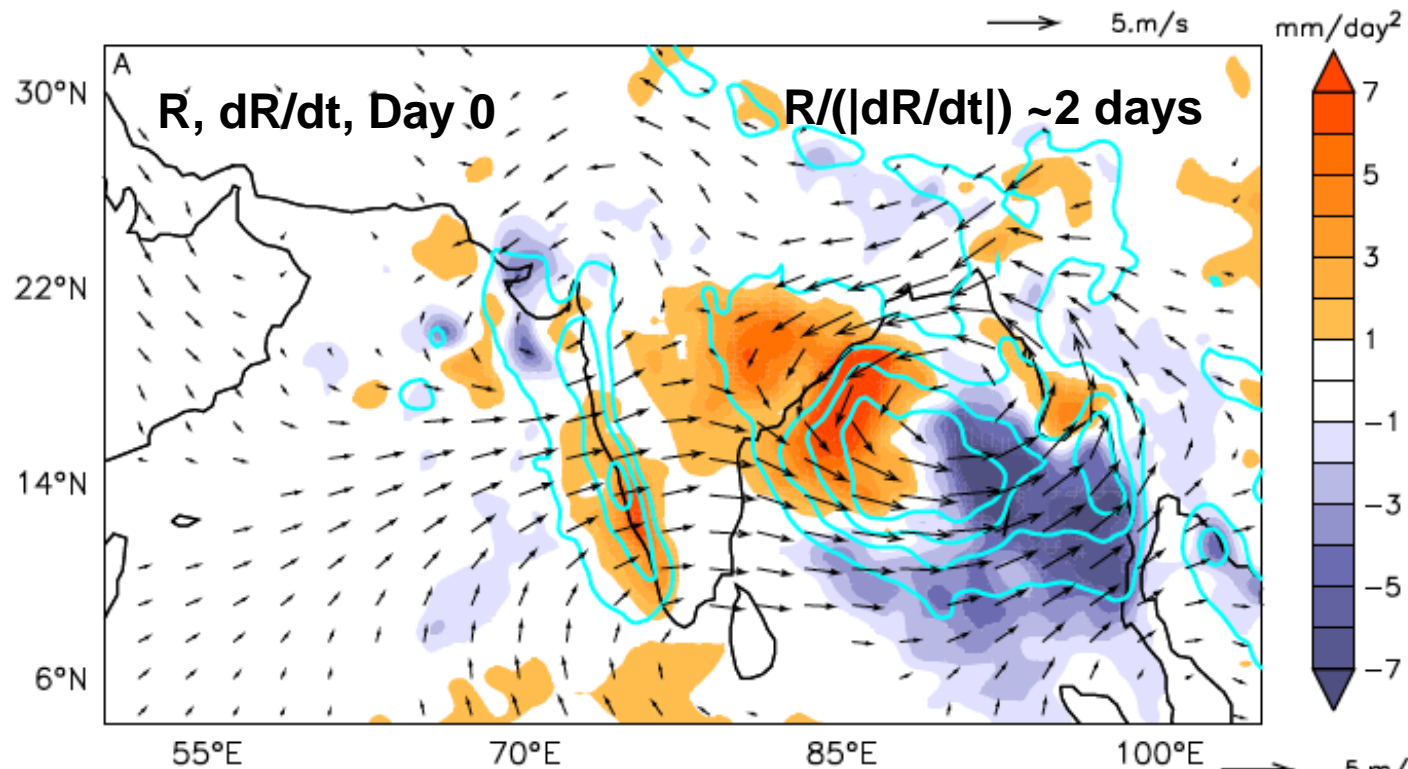 5.m/s
mm/day²
A
R, dR/dt, Day 0
R/(|dR/dt|) ~2 days
30°N
22°N
14°N
6°N
55°E
70°E
85°E
100°E
7
5
3
1
−1
−3
−5
−7